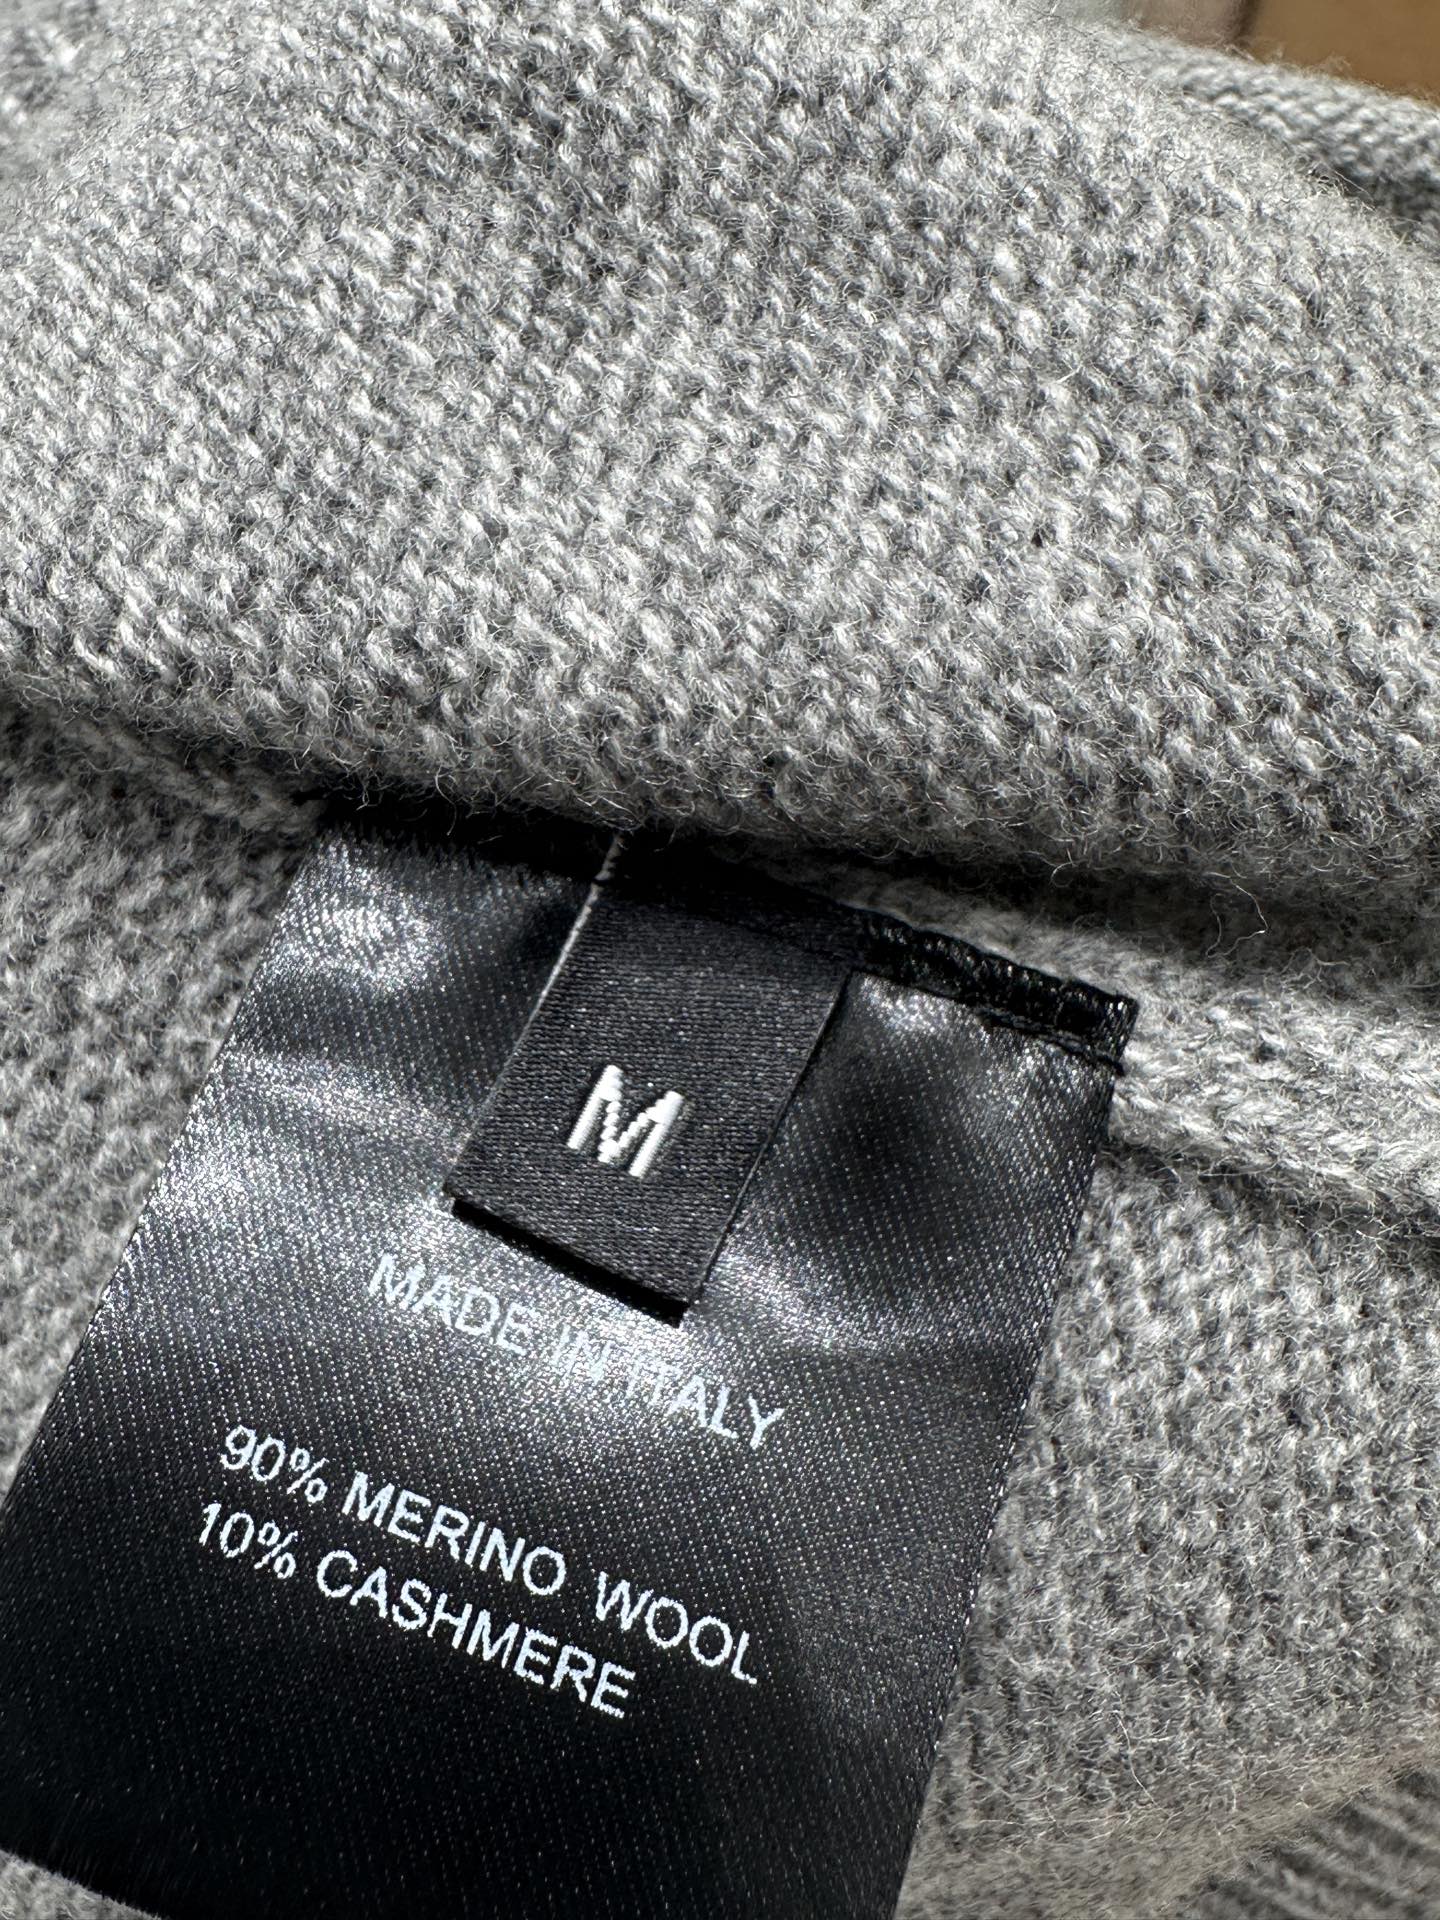 M
MADE IN ITALY
90% MERINO WOOL
10% CASHMERE